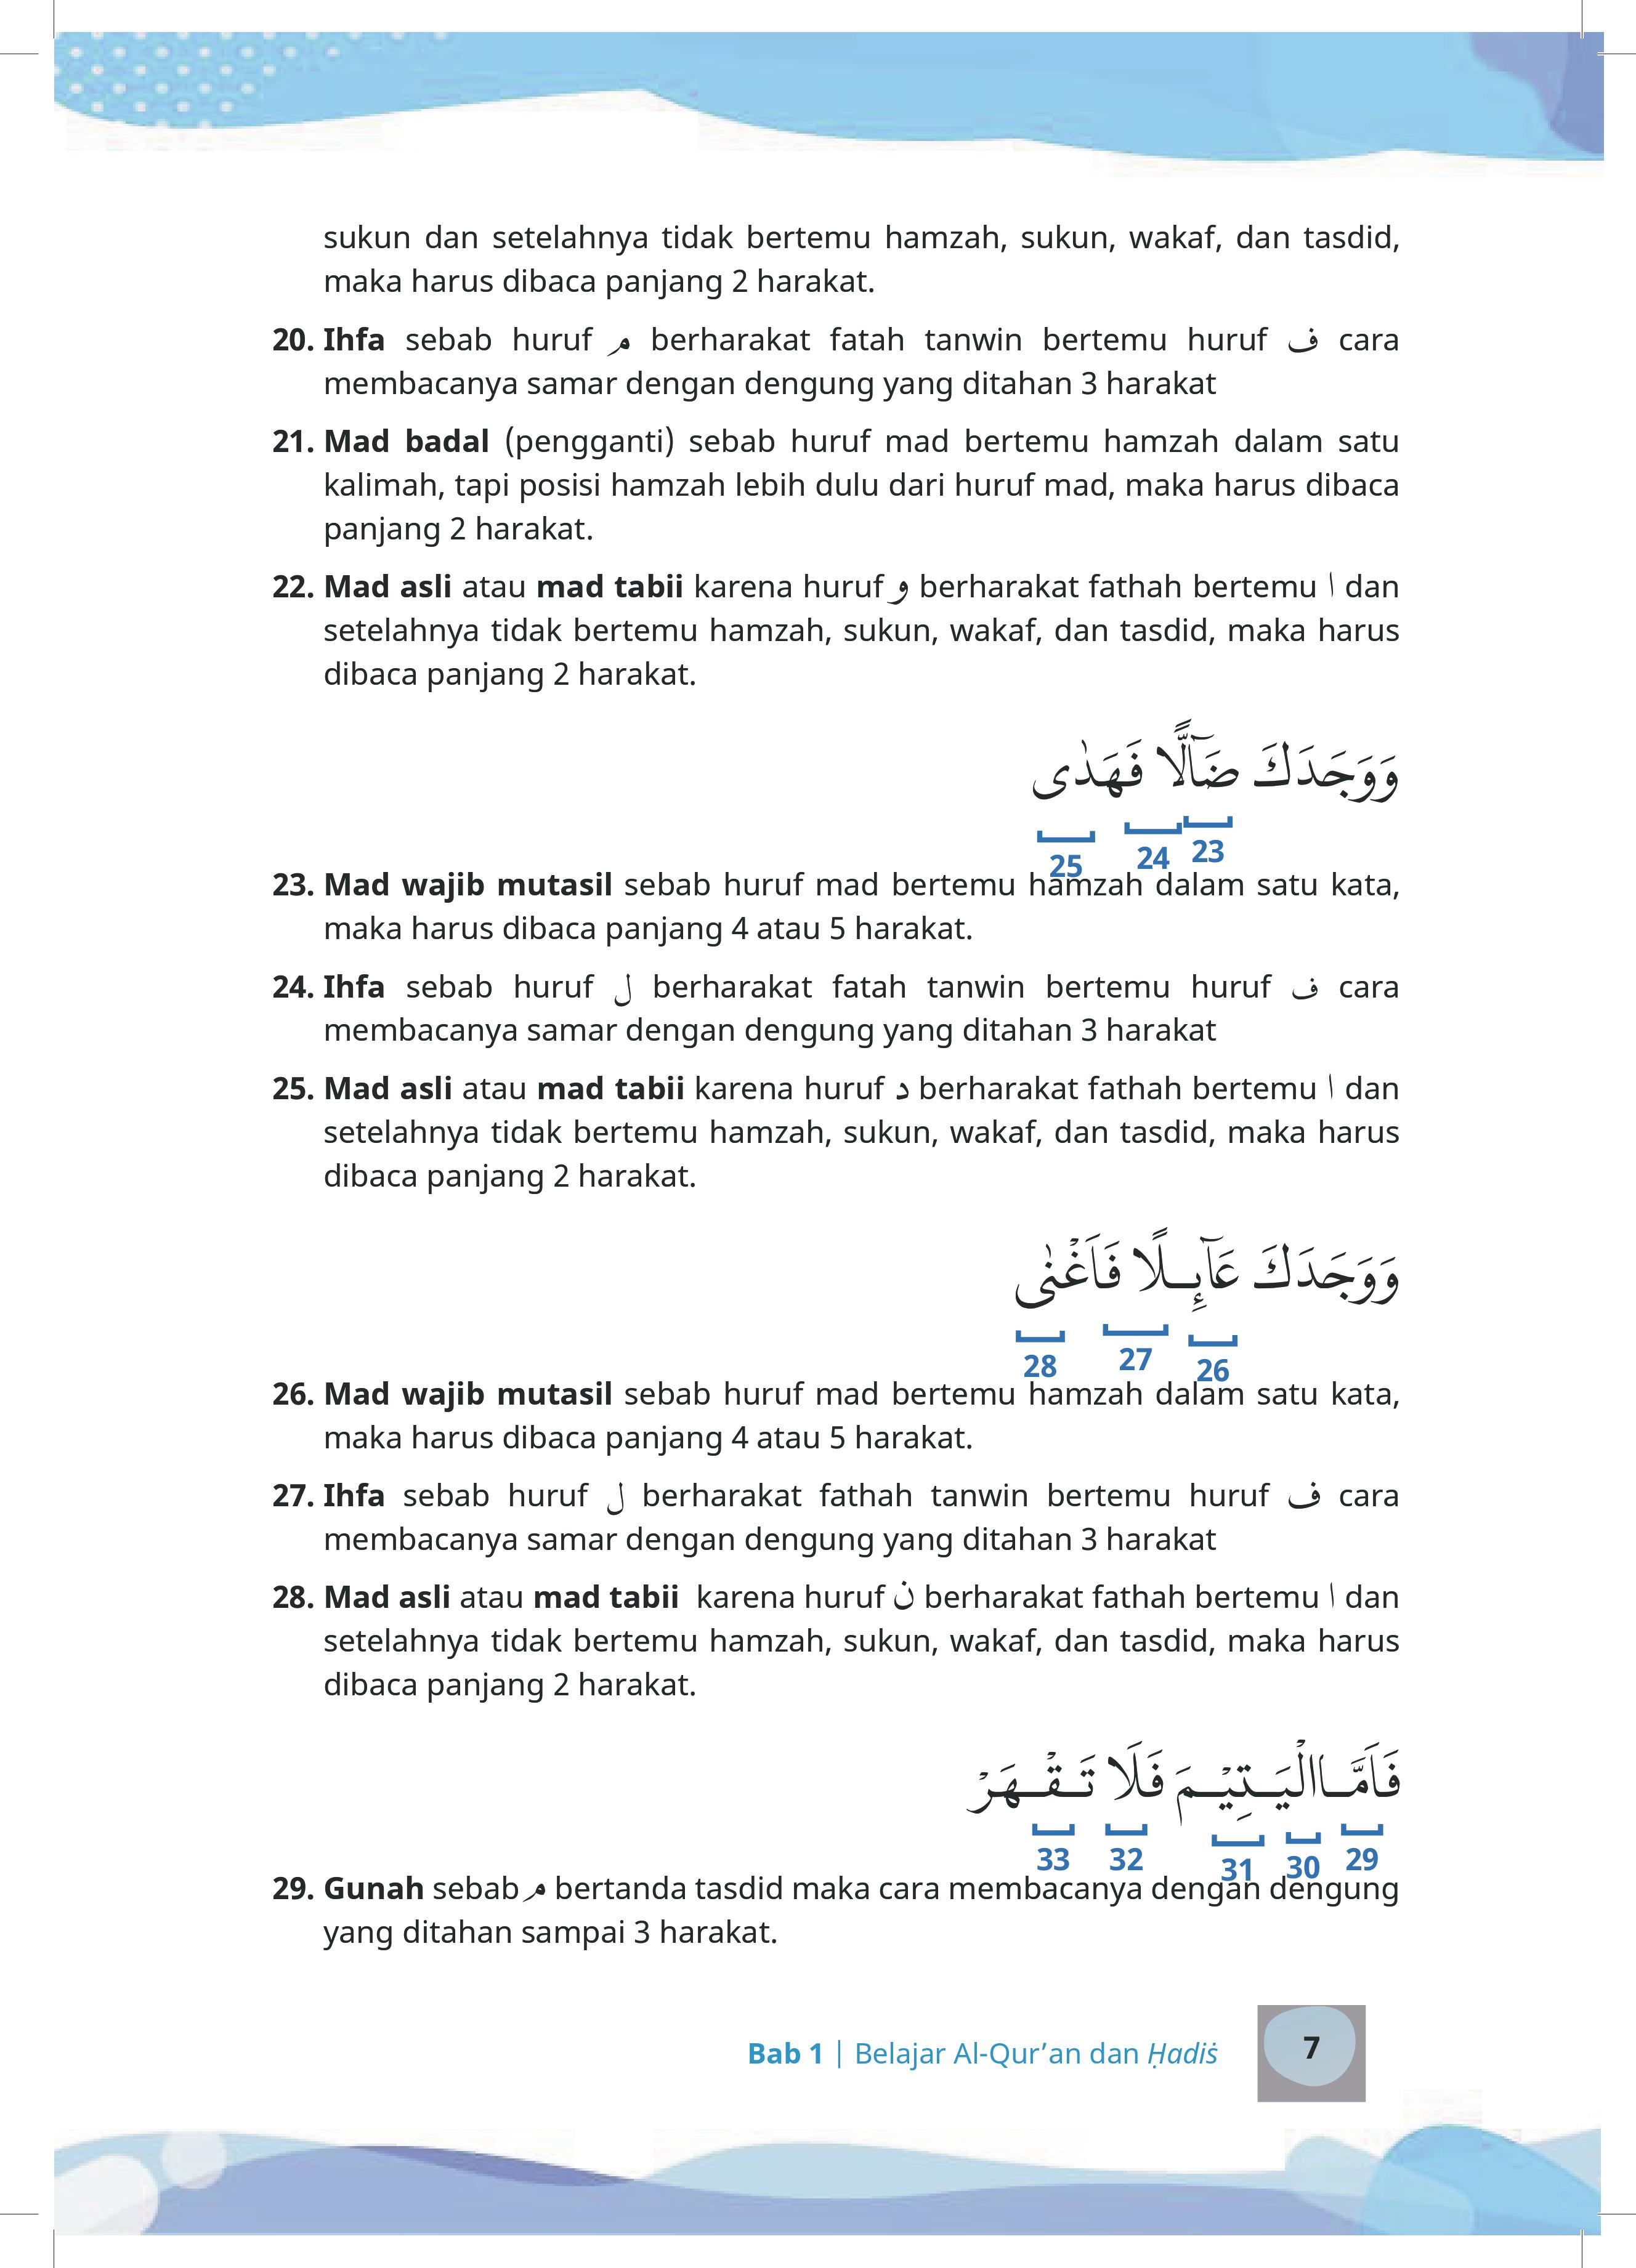 sukun dan setelahnya tidak bertemu hamzah, sukun, wakaf, dan tasdid,
maka harus dibaca panjang 2 harakat.
20. Ihfa sebab huruf م berharakat fatah tanwin bertemu huruf ف cara
membacanya samar dengan dengung yang ditahan 3 harakat
21. Mad badal (pengganti) sebab huruf mad bertemu hamzah dalam satu
kalimah, tapi posisi hamzah lebih dulu dari huruf mad, maka harus dibaca
panjang 2 harakat.
22. Mad asli atau mad tabii karena huruf و berharakat fathah bertemu ا dan
setelahnya tidak bertemu hamzah, sukun, wakaf, dan tasdid, maka harus
dibaca panjang 2 harakat.
وَوَجَدَكَ ضَاۤلًّا فَهَدٰى
23 24 25
23. Mad wajib mutasil sebab huruf mad bertemu hamzah dalam satu kata,
maka harus dibaca panjang 4 atau 5 harakat.
24. Ihfa sebab huruf ل berharakat fatah tanwin bertemu huruf ف cara
membacanya samar dengan dengung yang ditahan 3 harakat
25. Mad asli atau mad tabii karena huruf د berharakat fathah bertemu ا dan
setelahnya tidak bertemu hamzah, sukun, wakaf, dan tasdid, maka harus
dibaca panjang 2 harakat.
وَوَجَدَكَ عَاۤىِٕلًا فَاَغْنٰى
26 27 28
26. Mad wajib mutasil sebab huruf mad bertemu hamzah dalam satu kata,
maka harus dibaca panjang 4 atau 5 harakat.
27. Ihfa sebab huruf ل berharakat fathah tanwin bertemu huruf ف cara
membacanya samar dengan dengung yang ditahan 3 harakat
28. Mad asli atau mad tabii karena huruf ن berharakat fathah bertemu ا dan
setelahnya tidak bertemu hamzah, sukun, wakaf, dan tasdid, maka harus
dibaca panjang 2 harakat.
فَاَمَّاالْيَتِيْمَ فَلَا تَقْهَرْ
29 30 31 32 33
29. Gunah sebab م bertanda tasdid maka cara membacanya dengan dengung
yang ditahan sampai 3 harakat.
Bab 1 | Belajar Al-Qur’an dan Ḥadiṡ 7